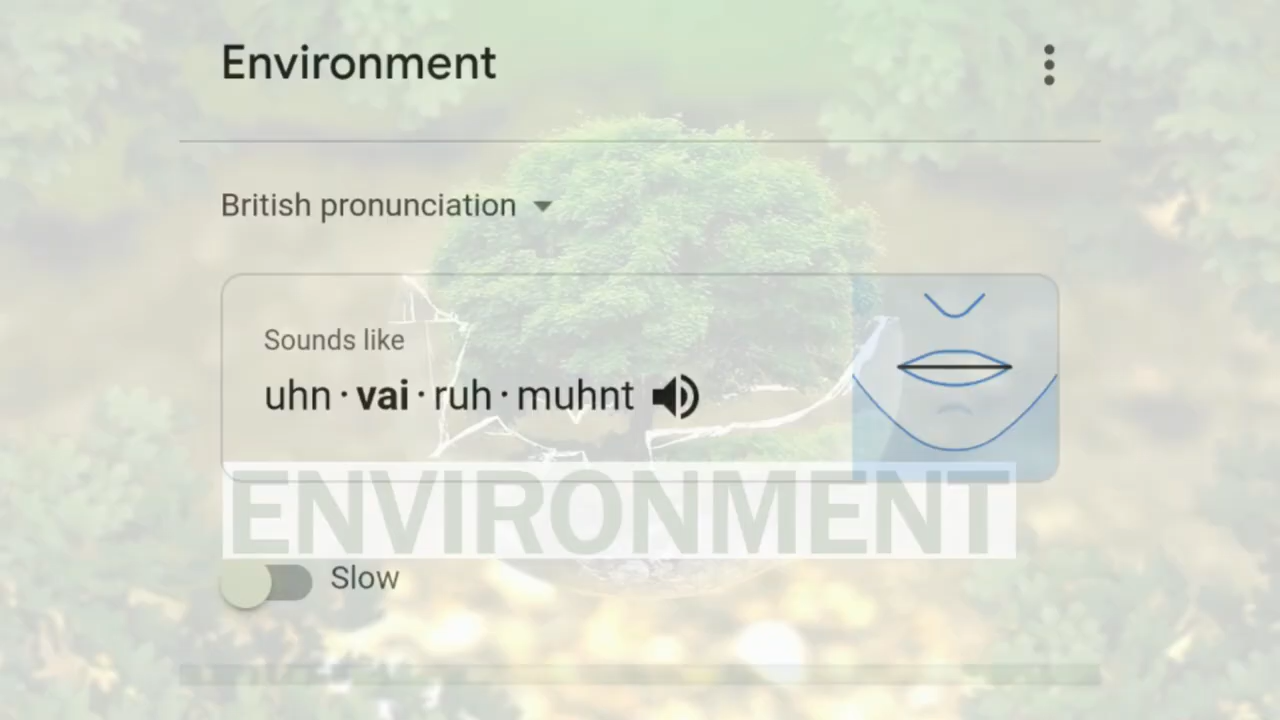 Environment
British pronunciation
Sounds like
uhn · vai · ruh · muhnt
ENVIRONMENT
Slow